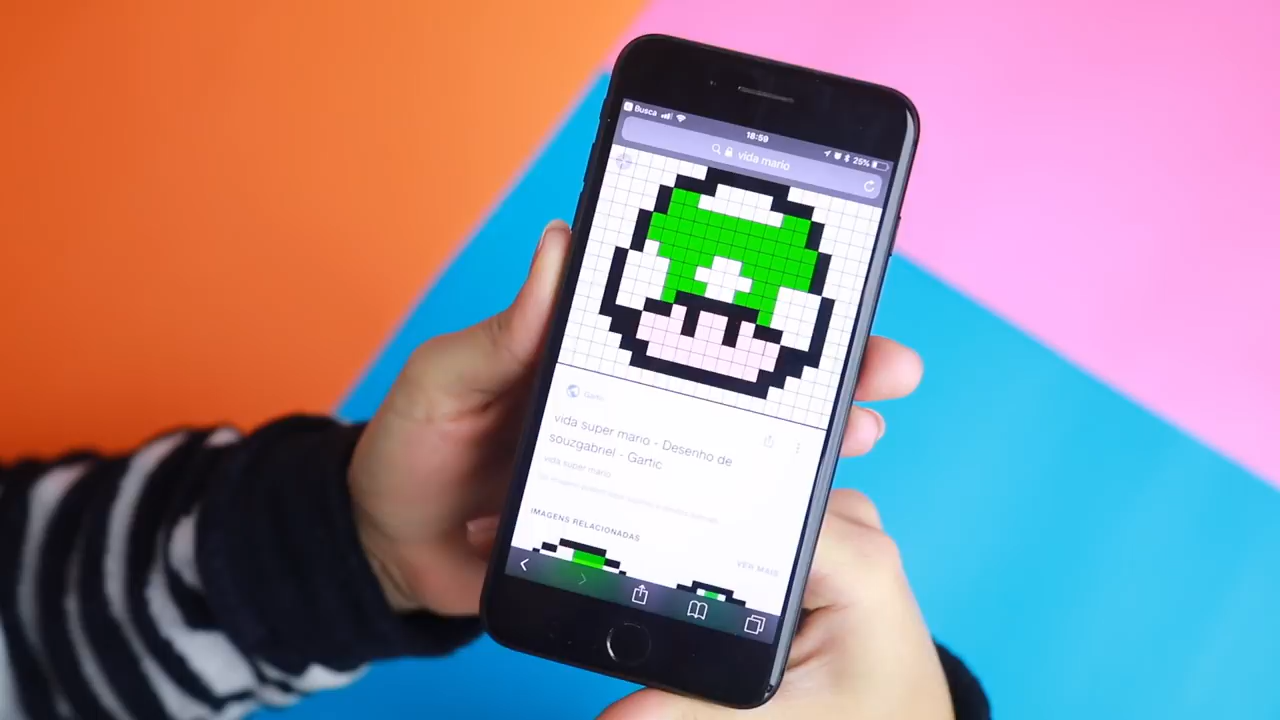 Busca
18:59
25%
vida mario
Gartic
vida super mario - Desenho de
souzgabriel - Gartic
vida super mario
IMAGENS RELACIONADAS
VER MAIS